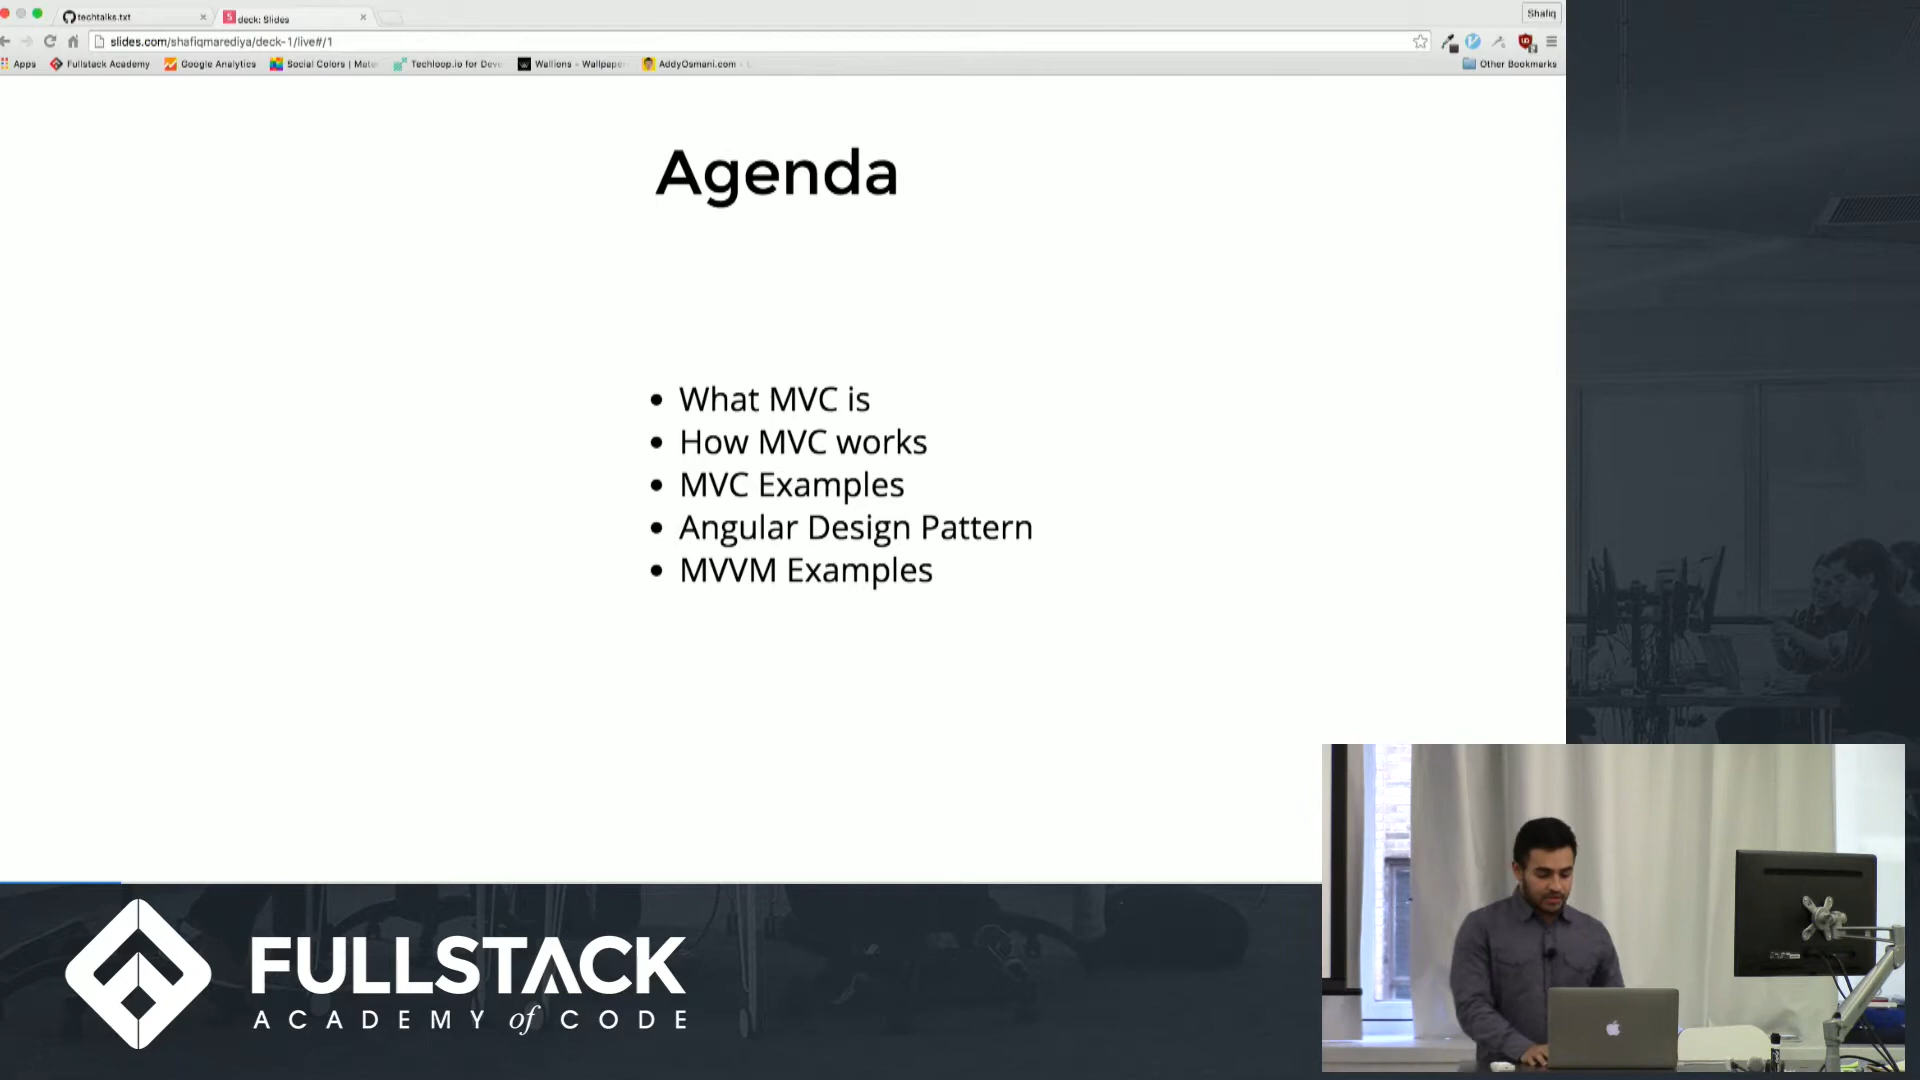 techtalks.txt
deck: Slides
Shafiq
slides.com/shafiqmarediya/deck-1/live#/1
Apps
Fullstack Academy
Google Analytics
Social Colors | Mate
Techloop.io for Deve
Wallions - Wallpaper
AddyOsmani.com -
Other Bookmarks
Agenda
• What MVC is
• How MVC works
• MVC Examples
• Angular Design Pattern
• MVVM Examples
FULLSTACK
ACADEMY of CODE